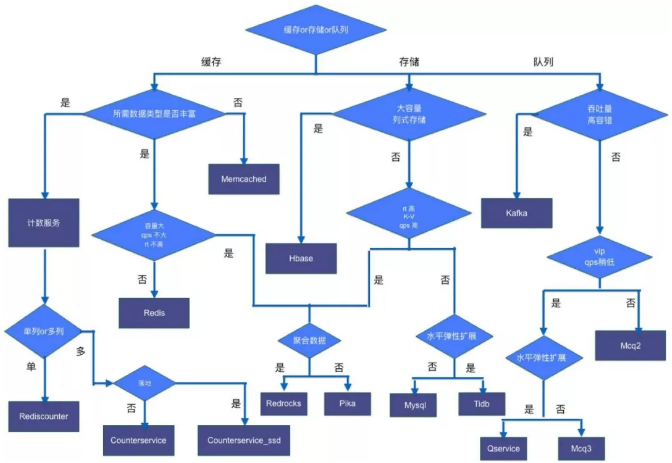 缓存or存储or队列
缓存
存储
队列
所需数据类型是否丰富
大容量
列式存储
吞吐量
高容错
是
否
是
是
否
是
否
Memcached
计数服务
容量大
qps 不大
rt 不高
Hbase
rt 高
K-V
qps 高
Kafka
vip
qps稍低
是
否
Redis
是
否
是
否
单列or多列
聚合数据
水平弹性扩展
水平弹性扩展
Mcq2
单
多
落地
是
否
否
是
是
否
Rediscounter
否
是
Redrocks
Pika
Mysql
Tidb
Counterservice
Counterservice_ssd
Qservice
Mcq3